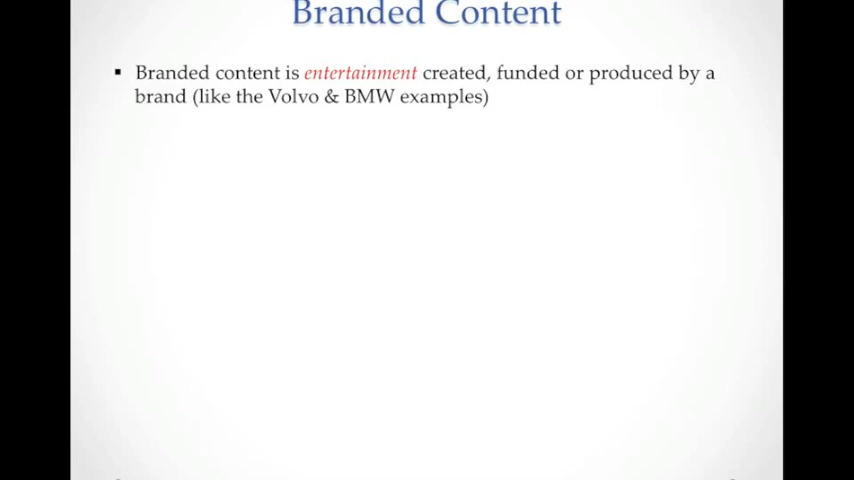 Branded Content
▪ Branded content is entertainment created, funded or produced by a
brand (like the Volvo & BMW examples)